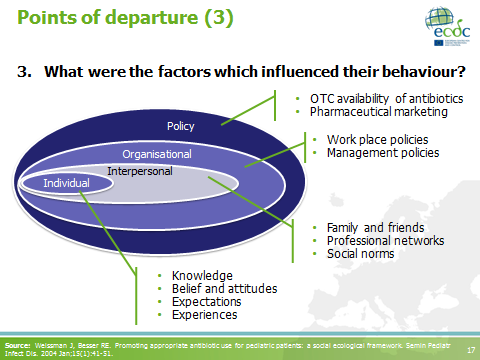 Points of departure (3)
ecdc
3. What were the factors which influenced their behaviour?
• OTC availability of antibiotics
• Pharmaceutical marketing
Policy
• Work place policies
• Management policies
Organisational
Interpersonal
Individual
• Family and friends
• Professional networks
• Social norms
• Knowledge
• Belief and attitudes
• Expectations
• Experiences
Source: Weissman J, Besser RE. Promoting appropriate antibiotic use for pediatric patients: a social ecological framework. Semin Pediatr
Infect Dis. 2004 Jan;15(1):41-51.
17